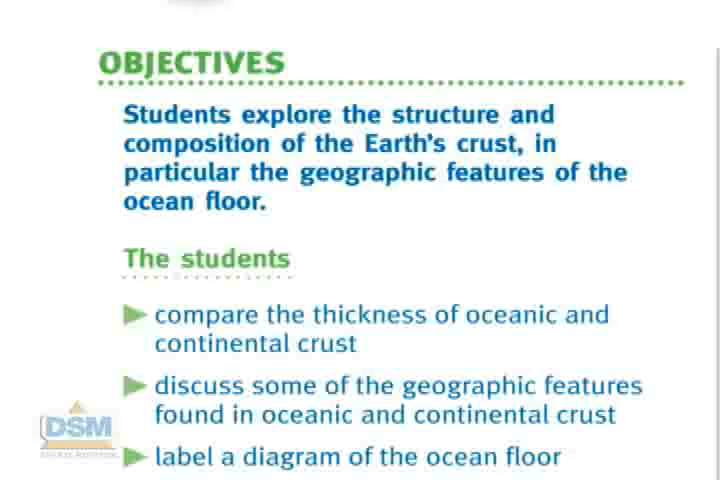 OBJECTIVES
Students explore the structure and
composition of the Earth's crust, in
particular the geographic features of the
ocean floor.
The students
compare the thickness of oceanic and
continental crust
discuss some of the geographic features
found in oceanic and continental crust
DSM
label a diagram of the ocean floor